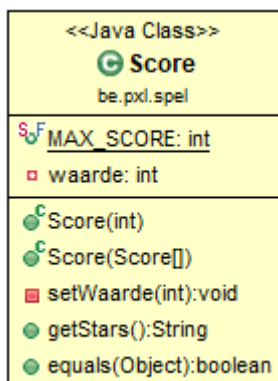 <<Java Class>>
C Score
be.pxl.spel
S F MAX_SCORE: int
waarde: int
C Score(int)
C Score(Score[])
setWaarde(int):void
getStars():String
equals(Object):boolean